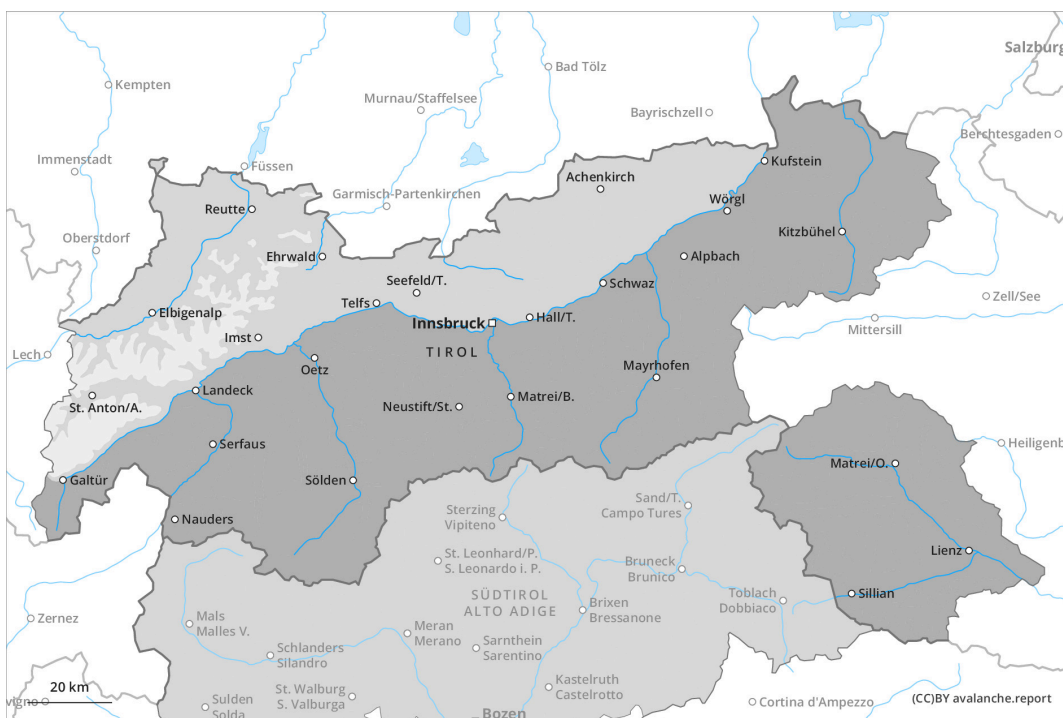 Salzburg
Kempten
Bad Tölz
Murnau/Staffelsee
Bayrischzell
Berchtesgaden
Immenstadt
Füssen
Kufstein
Achenkirch
Garmisch-Partenkirchen
Reutte
Wörgl
Kitzbühel
Oberstdorf
Ehrwald
Alpbach
Seefeld/T.
Schwaz
Zell/See
Telfs
Elbigenalp
Innsbruck
Hall/T.
Mittersill
Imst
TIROL
Lech
Oetz
Mayrhofen
Landeck
St. Anton/A.
Neustift/St.
Matrei/B.
Serfaus
Heiligenb
Matrei/O.
Galtür
Sölden
Sand/T.
Campo Tures
Nauders
Sterzing
Vipiteno
Lienz
St. Leonhard/P.
S. Leonardo i. P.
Bruneck
Brunico
SÜDTIROL
ALTO ADIGE
Toblach
Dobbiaco
Sillian
Brixen
Bressanone
Zernez
Mals
Malles V.
Meran
Merano
Sarnthein
Sarentino
Schlanders
Silandro
20 km
Kastelruth
Castelrotto
St. Walburg
S. Valburga
vigno
Sulden
Solda
Cortina d'Ampezzo
(CC)BY avalanche.report
Bozen